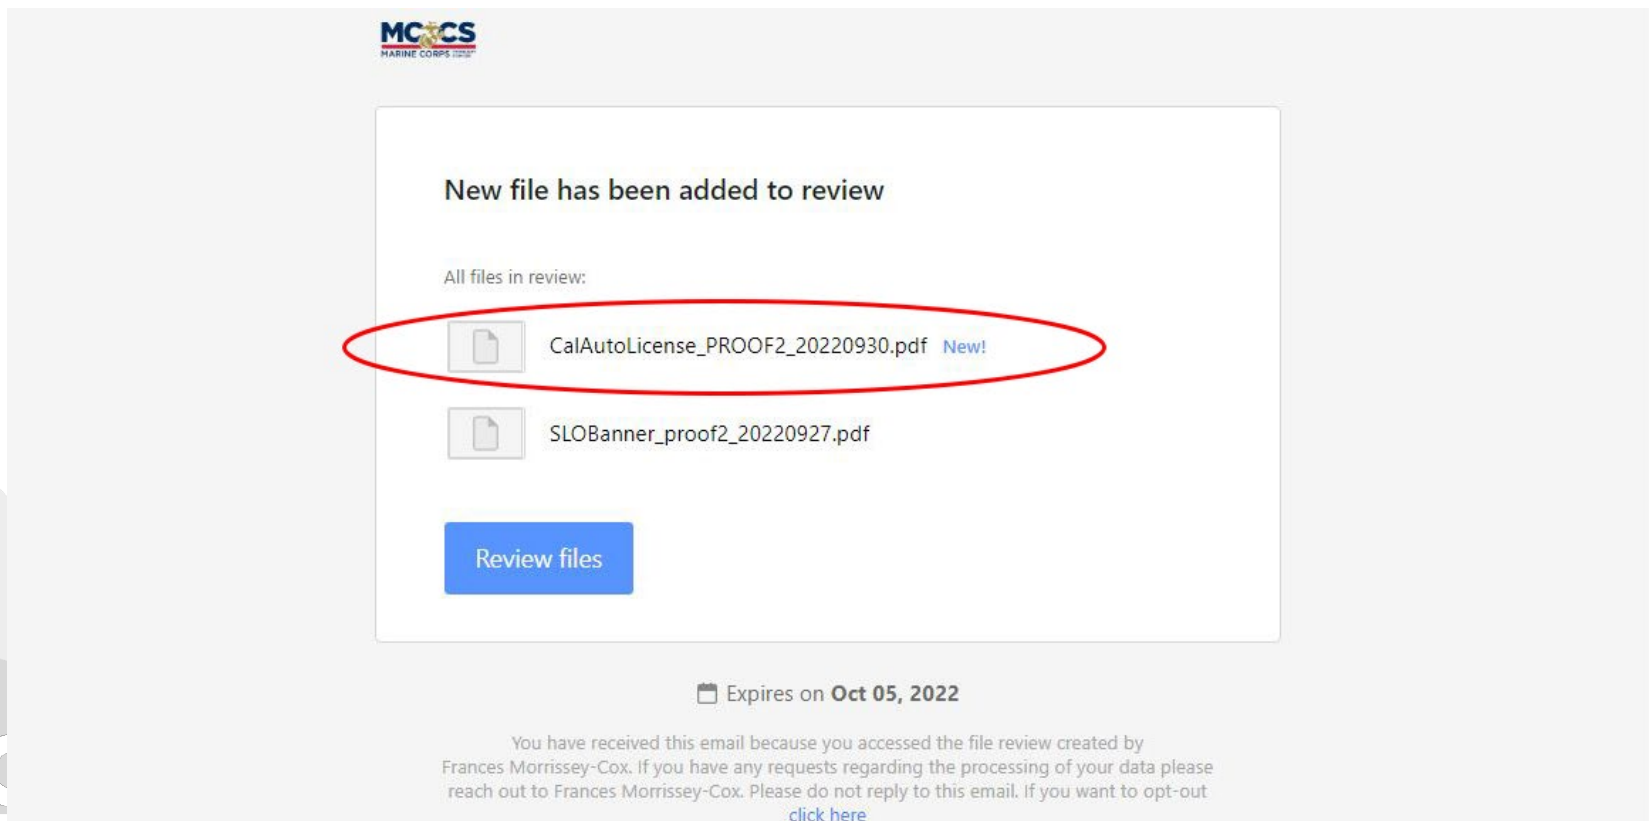 MCCS
MARINE CORPS
New file has been added to review
All files in review:
CalAutoLicense_PROOF2_20220930.pdf New!
SLOBanner_proof2_20220927.pdf
Review files
Expires on Oct 05, 2022
You have received this email because you accessed the file review created by
Frances Morrissey-Cox. If you have any requests regarding the processing of your data please
reach out to Frances Morrissey-Cox. Please do not reply to this email. If you want to opt-out
click here